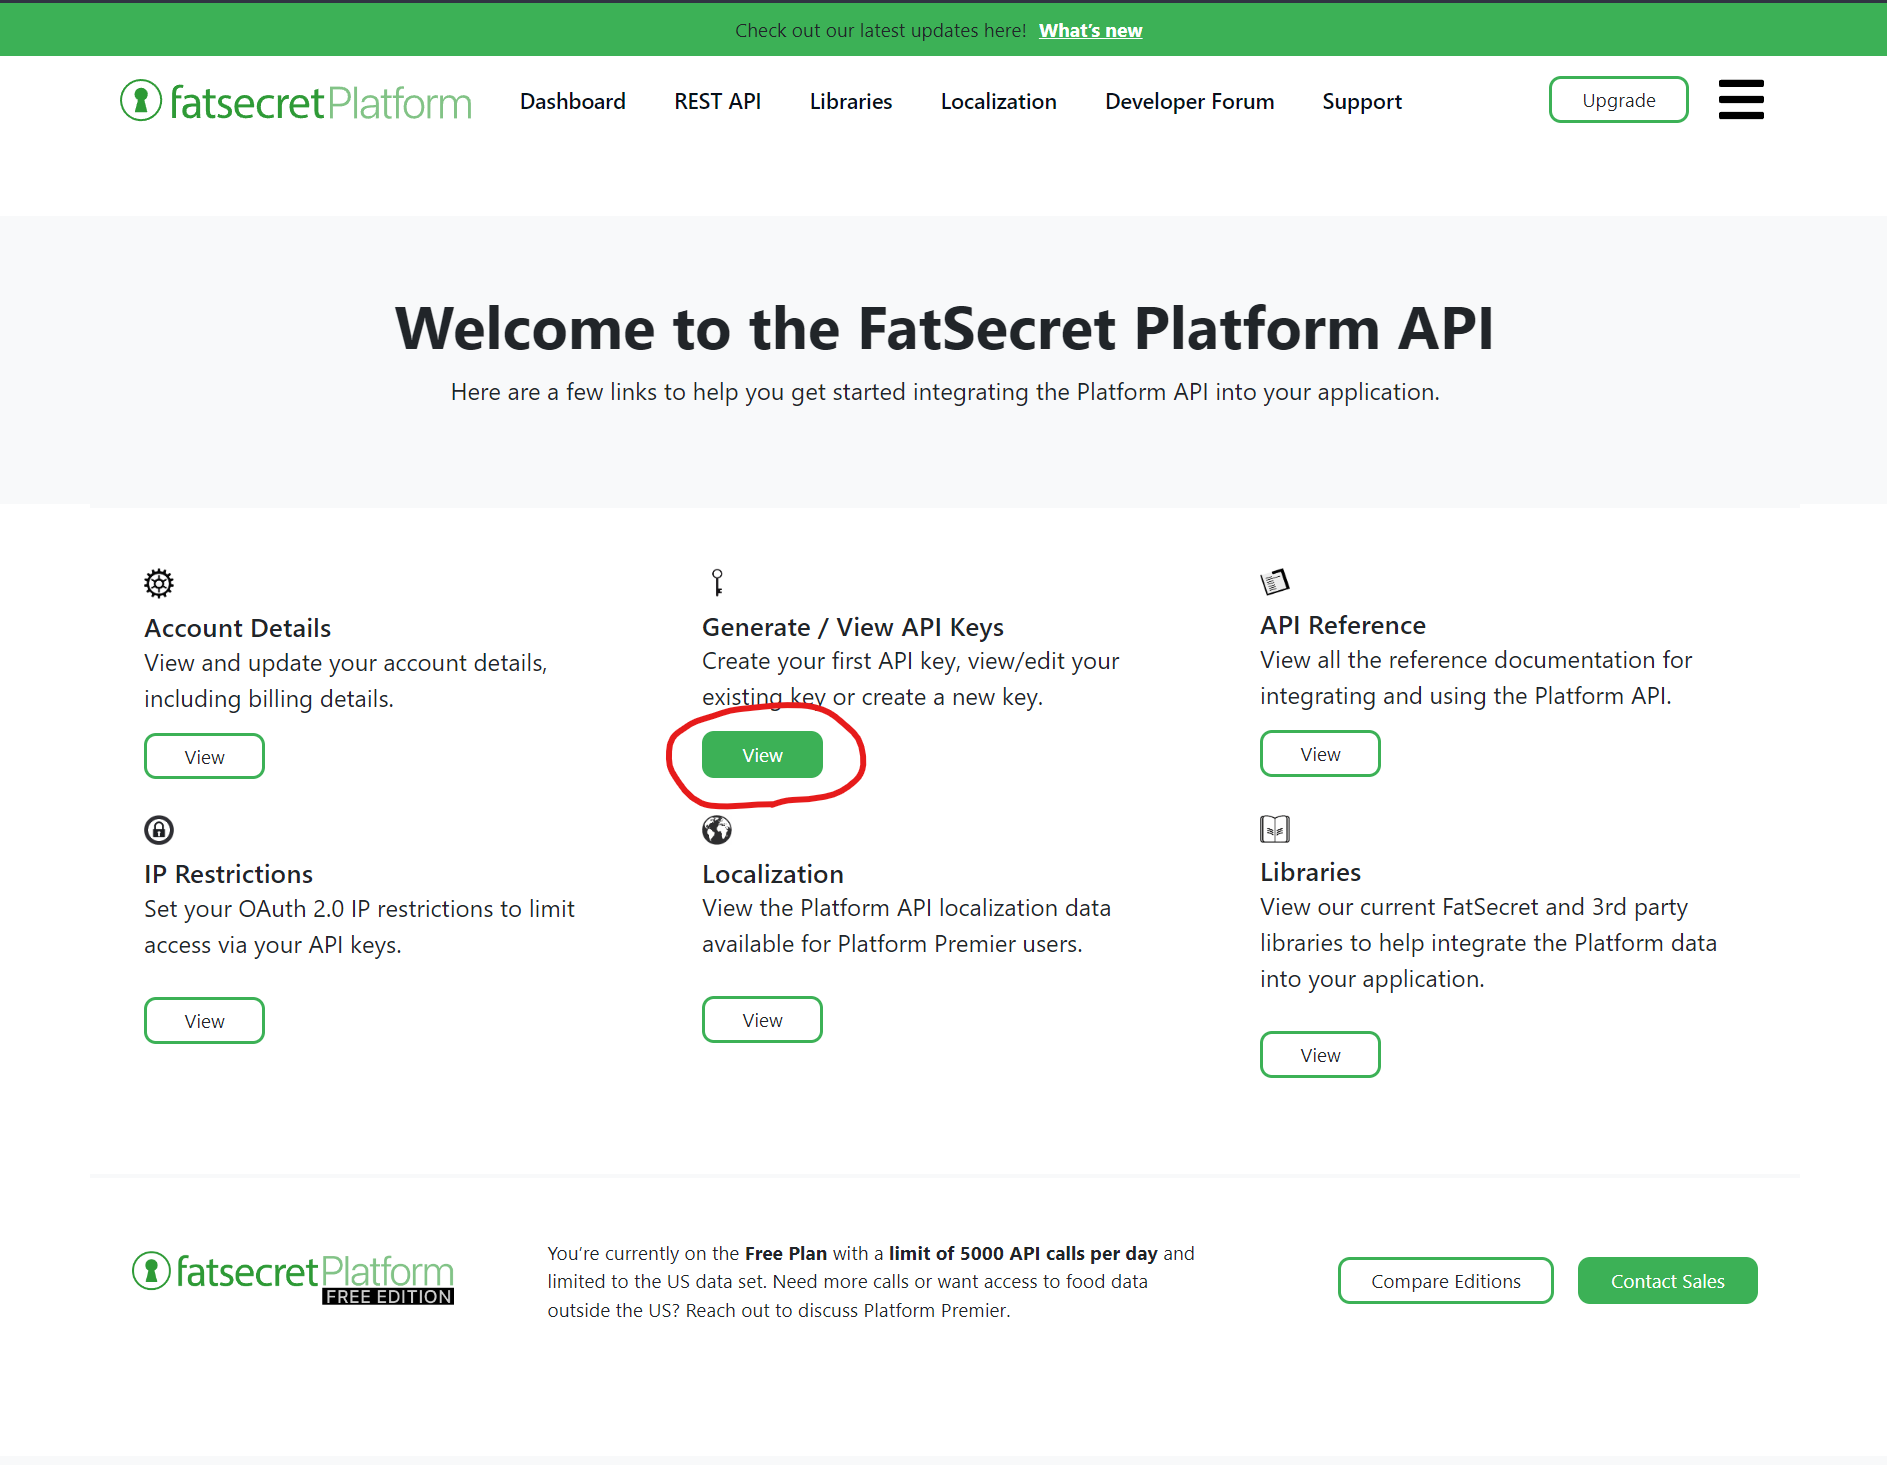 Check out our latest updates here! What's new
fatsecret Platform
Dashboard
REST API
Libraries
Localization
Developer Forum
Support
Upgrade
Welcome to the FatSecret Platform API
Here are a few links to help you get started integrating the Platform API into your application.
Account Details
View and update your account details,
including billing details.
View
Generate / View API Keys
Create your first API key, view/edit your
existing key or create a new key.
View
API Reference
View all the reference documentation for
integrating and using the Platform API.
View
IP Restrictions
Set your OAuth 2.0 IP restrictions to limit
access via your API keys.
View
Localization
View the Platform API localization data
available for Platform Premier users.
View
Libraries
View our current FatSecret and 3rd party
libraries to help integrate the Platform data
into your application.
View
fatsecret Platform
FREE EDITION
You’re currently on the Free Plan with a limit of 5000 API calls per day and
limited to the US data set. Need more calls or want access to food data
outside the US? Reach out to discuss Platform Premier.
Compare Editions
Contact Sales